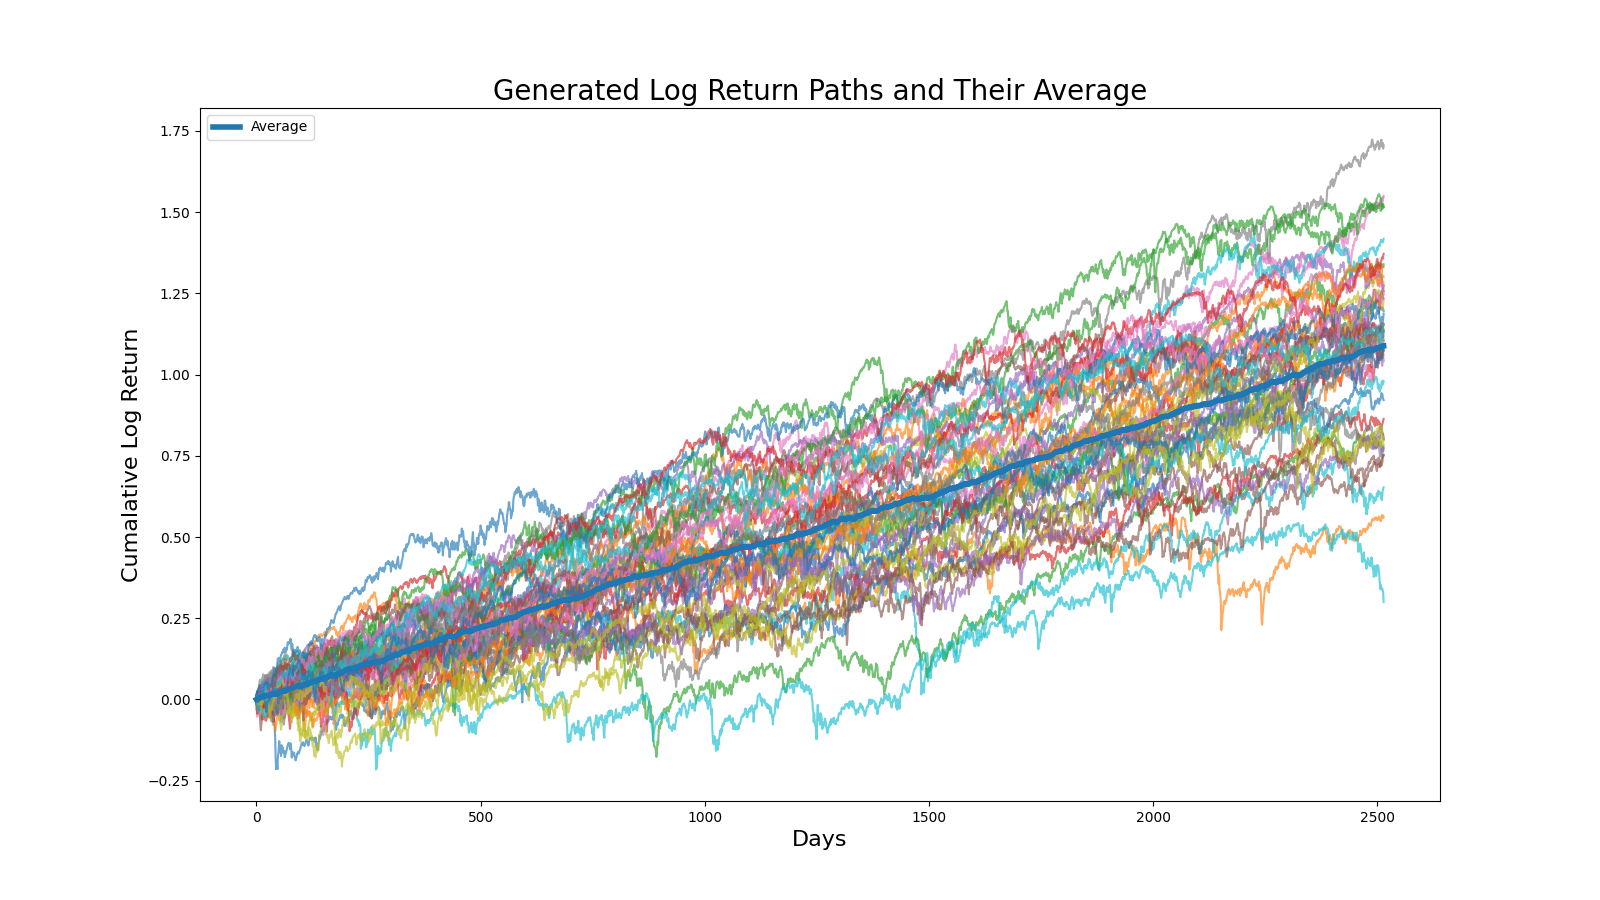 Generated Log Return Paths and Their Average
Average
1.75
1.50
1.25
1.00
0.75
0.50
0.25
0.00
−0.25
Cumalative Log Return
0 500 1000 1500 2000 2500
Days